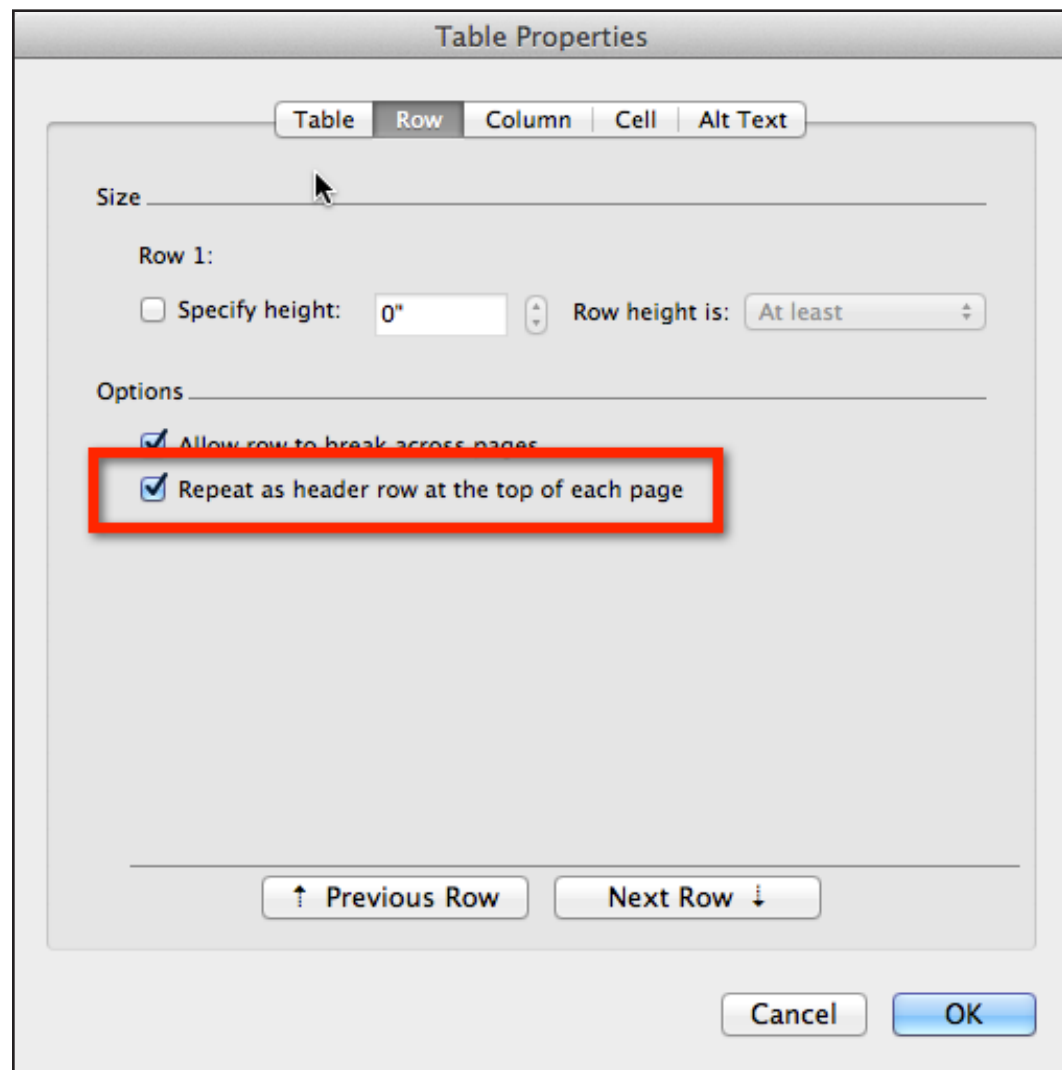 Table Properties
Table Row Column Cell Alt Text
Size
Row 1:
Specify height: 0" Row height is: At least
Options
Allow row to break across pages
Repeat as header row at the top of each page
↑ Previous Row Next Row ↓
Cancel OK